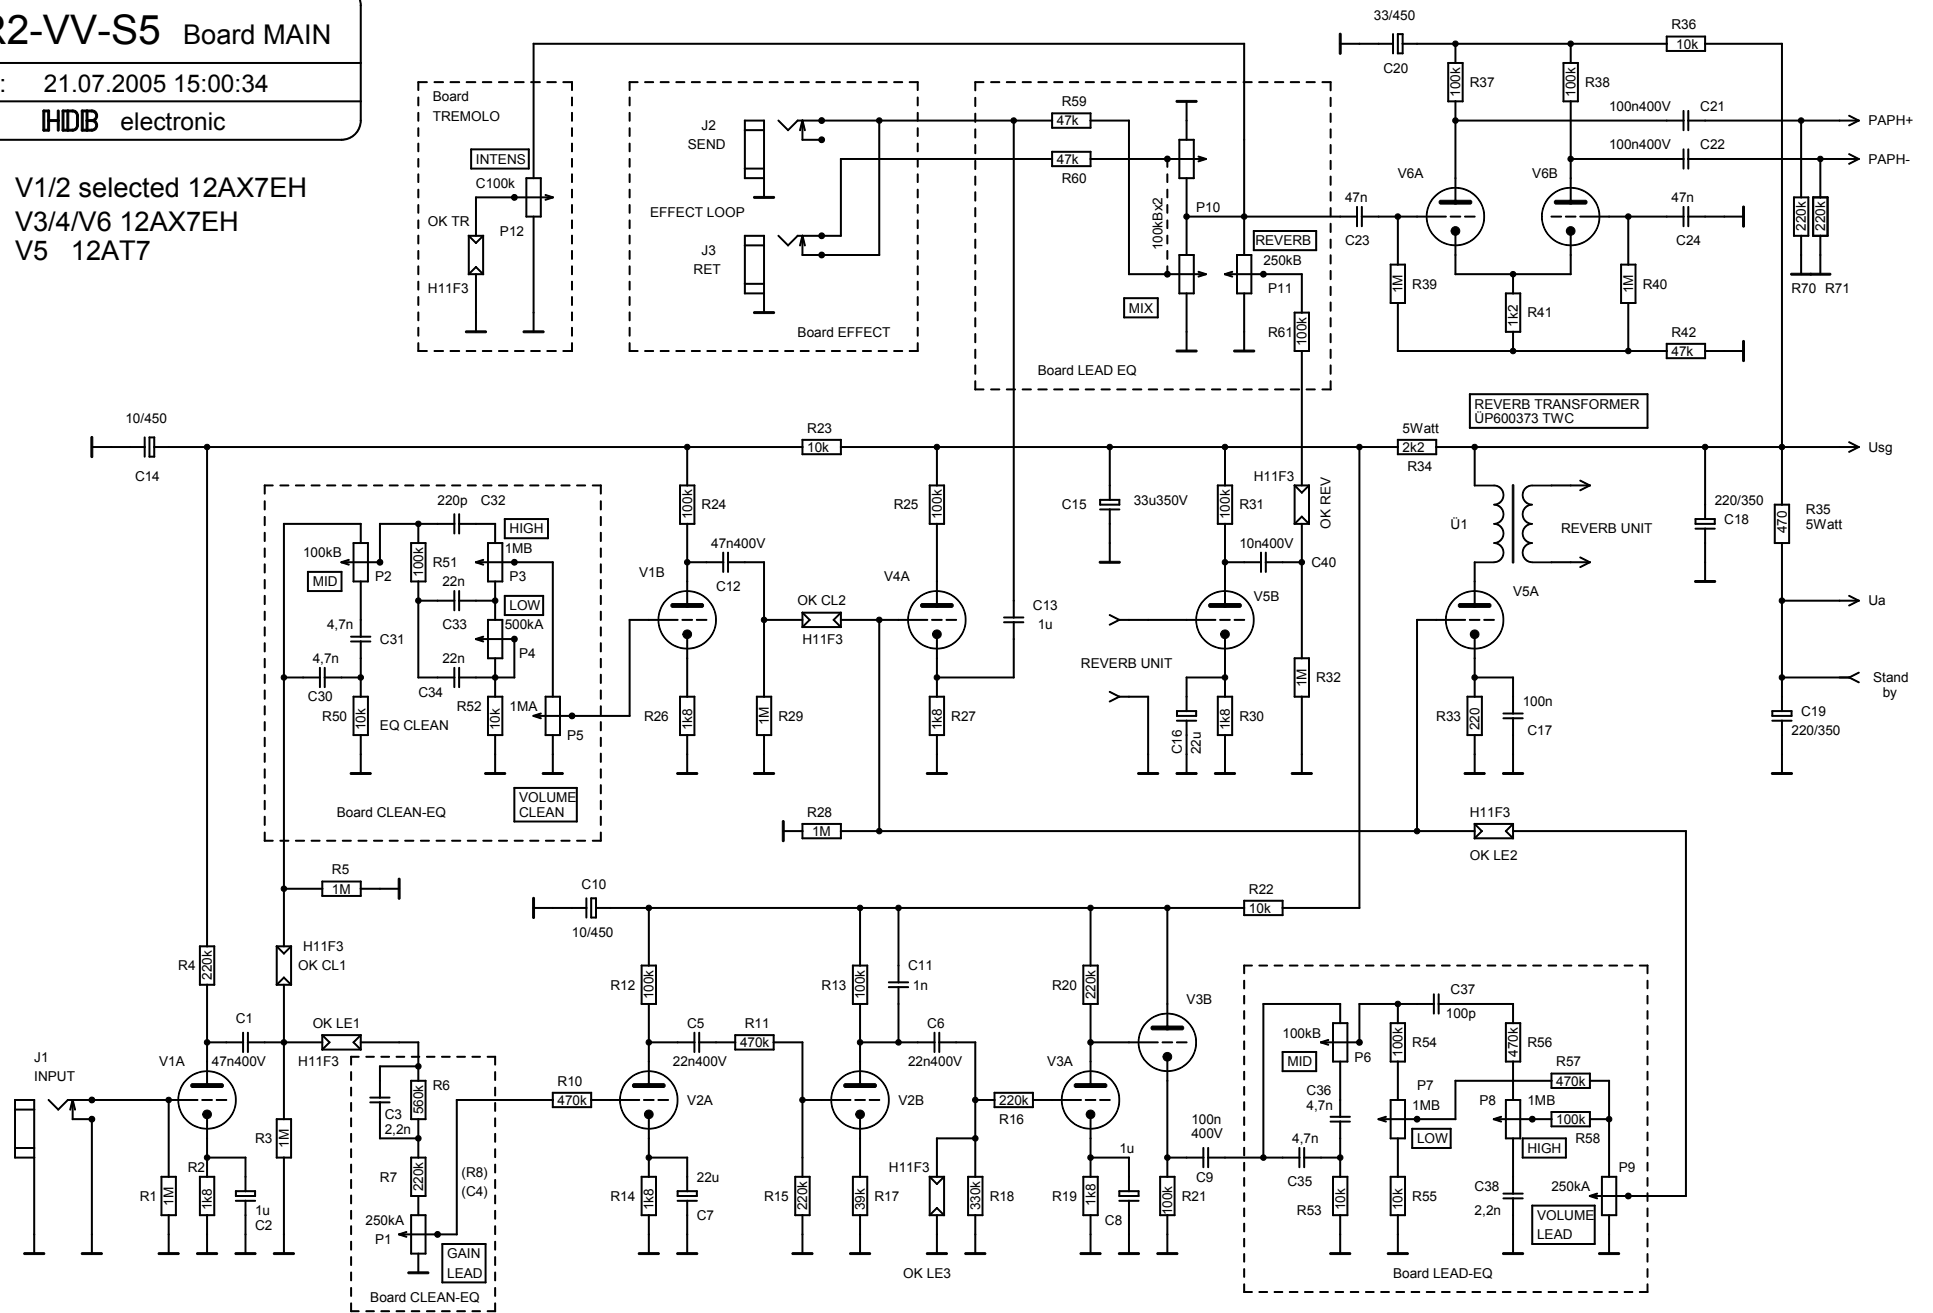 R2-VV-S5 Board MAIN
: 21.07.2005 15:00:34
HDB electronic
V1/2 selected 12AX7EH
V3/4/V6 12AX7EH
V5 12AT7
Board
TREMOLO
INTENS
C100k
OK TR
P12
H11F3
J2
SEND
EFFECT LOOP
J3
RET
Board EFFECT
R59
47k
47k
R60
100kBx2
P10
REVERB
250kB
P11
MIX
R61
100k
Board LEAD EQ
33/450
C20
R36
10k
100k
R37
100k
R38
100n400V
C21
PAPH+
100n400V
C22
PAPH-
V6A
V6B
47n
C23
47n
C24
220k
220k
1M
R39
1M
R40
R70
R71
1k2
R41
R42
47k
REVERB TRANSFORMER
ÜP600373 TWC
10/450
C14
R23
10k
5Watt
2k2
R34
Usg
220p
C32
HIGH
100kB
P2
MID
100k
R51
1MB
P3
22n
C33
LOW
500kA
P4
4,7n
C31
4,7n
C30
22n
C34
R50
10k
EQ CLEAN
R52
10k
1MA
P5
VOLUME
CLEAN
Board CLEAN-EQ
100k
R24
V1B
47n400V
C12
R26
1k8
1M
R29
OK CL2
H11F3
R25
100k
V4A
1k8
R27
C13
1u
C15
33u350V
100k
R31
10n400V
C40
H11F3
OK REV
V5B
REVERB UNIT
C16
22u
1k8
R30
1M
R32
Ü1
REVERB UNIT
V5A
R33
220
100n
C17
220/350
C18
470
R35
5Watt
Ua
Stand
by
C19
220/350
R28
1M
H11F3
OK LE2
R5
1M
C10
10/450
R22
10k
R4
220k
H11F3
OK CL1
C1
47n400V
OK LE1
H11F3
J1
INPUT
V1A
R1
1M
R2
1k8
1u
C2
R3
1M
C3
2,2n
R6
560k
R7
220k
(R8)
(C4)
250kA
P1
GAIN
LEAD
Board CLEAN-EQ
R10
470k
R12
100k
C5
22n400V
R11
470k
V2A
R14
1k8
22u
C7
R15
220k
R13
100k
C11
1n
C6
22n400V
V2B
39k
R17
H11F3
OK LE3
330k
R18
220k
R16
R20
220k
V3A
V3B
R19
1k8
1u
C8
100k
R21
100n
400V
C9
100kB
MID
P6
C36
4,7n
4,7n
C35
R53
10k
C37
100p
100k
R54
470k
R56
R57
470k
P7
1MB
LOW
P8
1MB
HIGH
100k
R58
10k
R55
C38
2,2n
P9
250kA
VOLUME
LEAD
Board LEAD-EQ